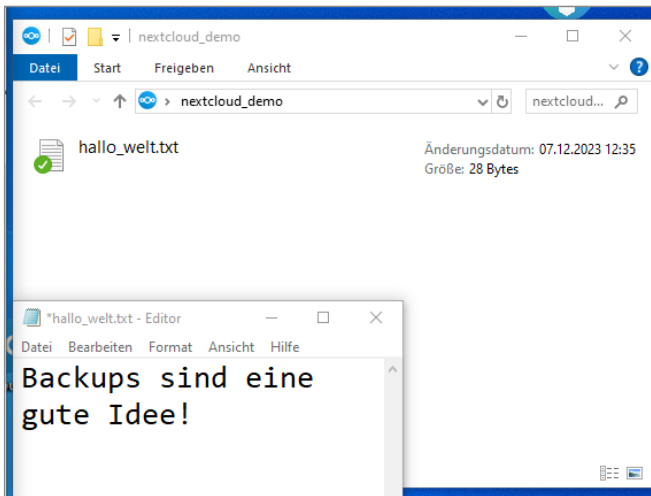 nextcloud_demo
Datei Start Freigeben Ansicht
nextcloud_demo nextcloud...
hallo_welt.txt
Änderungsdatum: 07.12.2023 12:35
Größe: 28 Bytes
*hallo_welt.txt - Editor
Datei Bearbeiten Format Ansicht Hilfe
Backups sind eine
gute Idee!